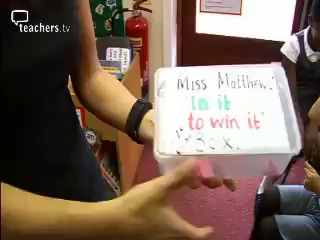 teachers.tv
Miss Matthews'
'In it
to win it'
Box.